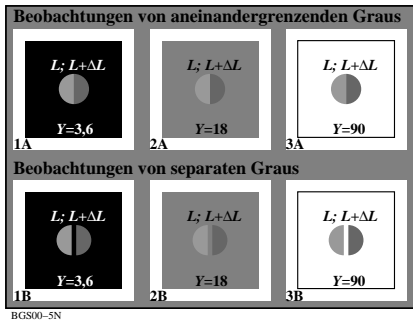 Beobachtungen von aneinandergrenzenden Graus
L; L+ΔL L; L+ΔL L; L+ΔL
Y=3,6 Y=18 Y=90
1A 2A 3A
Beobachtungen von separaten Graus
L; L+ΔL L; L+ΔL L; L+ΔL
Y=3,6 Y=18 Y=90
1B 2B 3B
BGS00−5N